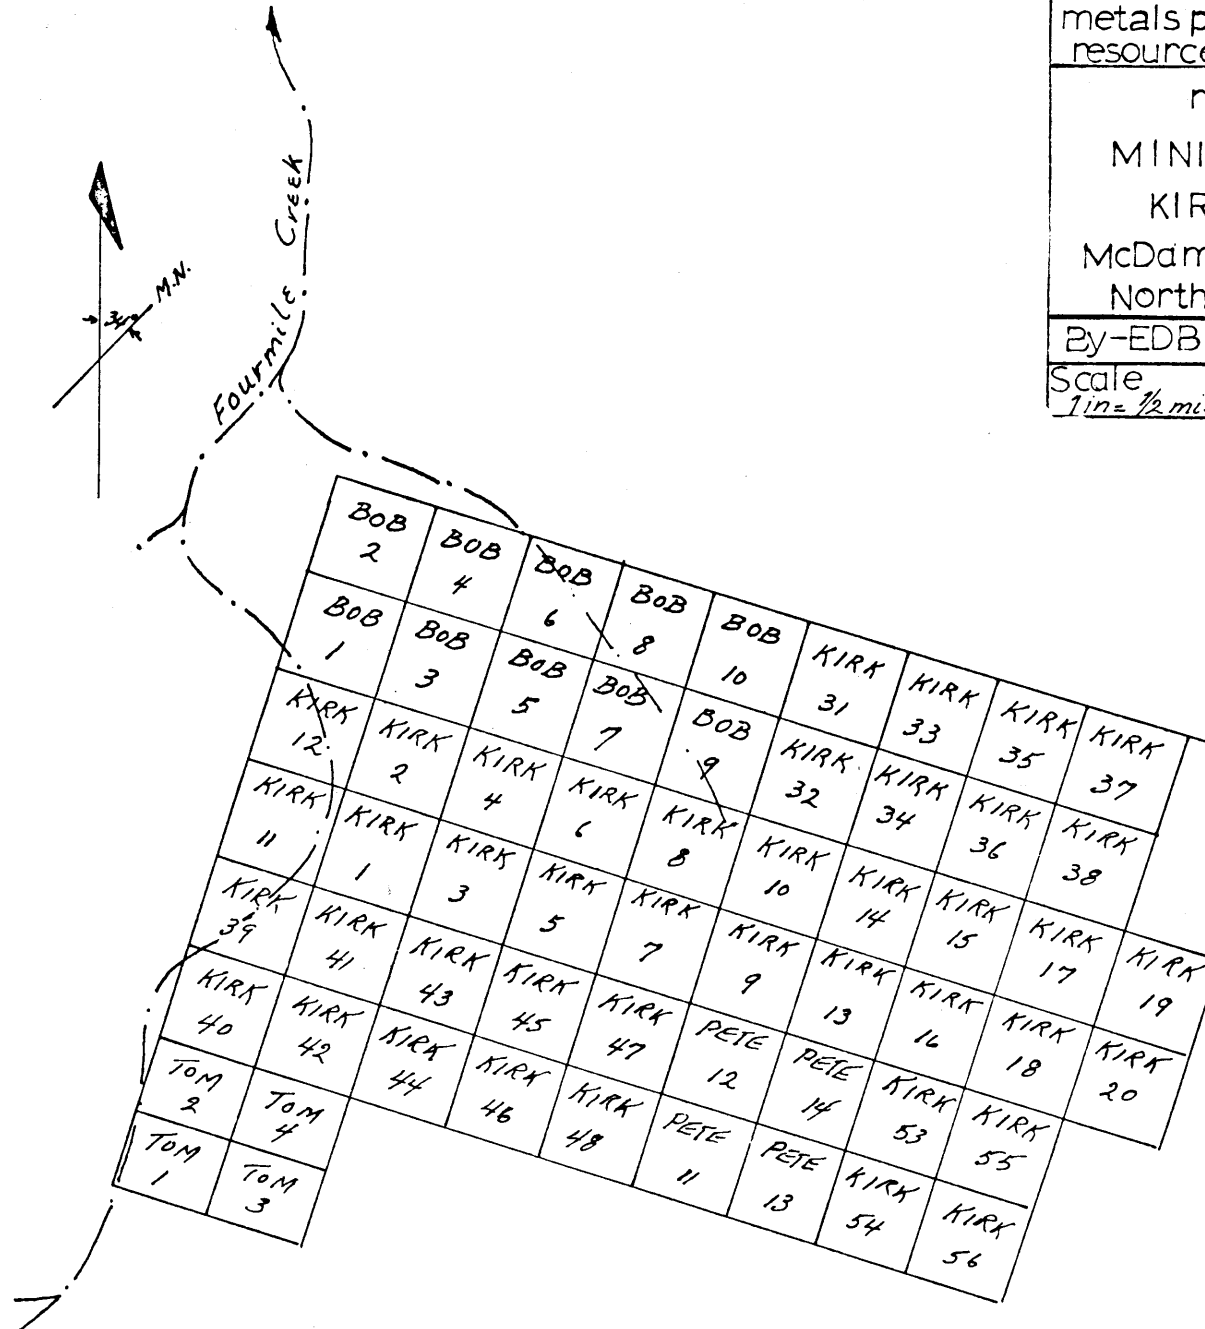 metals p
resource
MINI
KIR
McDam
North
By-EDB
Scale
1in= 1/2 mi
Fourmile Creek
M.N.
34°
BOB
2
BOB
4
BOB
6
BOB
8
BOB
10
KIRK
31
KIRK
33
KIRK
35
KIRK
37
BOB
1
BOB
3
BOB
5
BOB
7
BOB
9
KIRK
32
KIRK
34
KIRK
36
KIRK
38
KIRK
12
KIRK
2
KIRK
4
KIRK
6
KIRK
8
KIRK
10
KIRK
14
KIRK
15
KIRK
17
KIRK
19
KIRK
11
KIRK
1
KIRK
3
KIRK
5
KIRK
7
KIRK
9
KIRK
13
KIRK
16
KIRK
18
KIRK
20
KIRK
39
KIRK
41
KIRK
43
KIRK
45
KIRK
47
PETE
12
PETE
14
KIRK
53
KIRK
55
KIRK
40
KIRK
42
KIRK
44
KIRK
46
KIRK
48
PETE
11
PETE
13
KIRK
54
KIRK
56
TOM
2
TOM
4
TOM
1
TOM
3